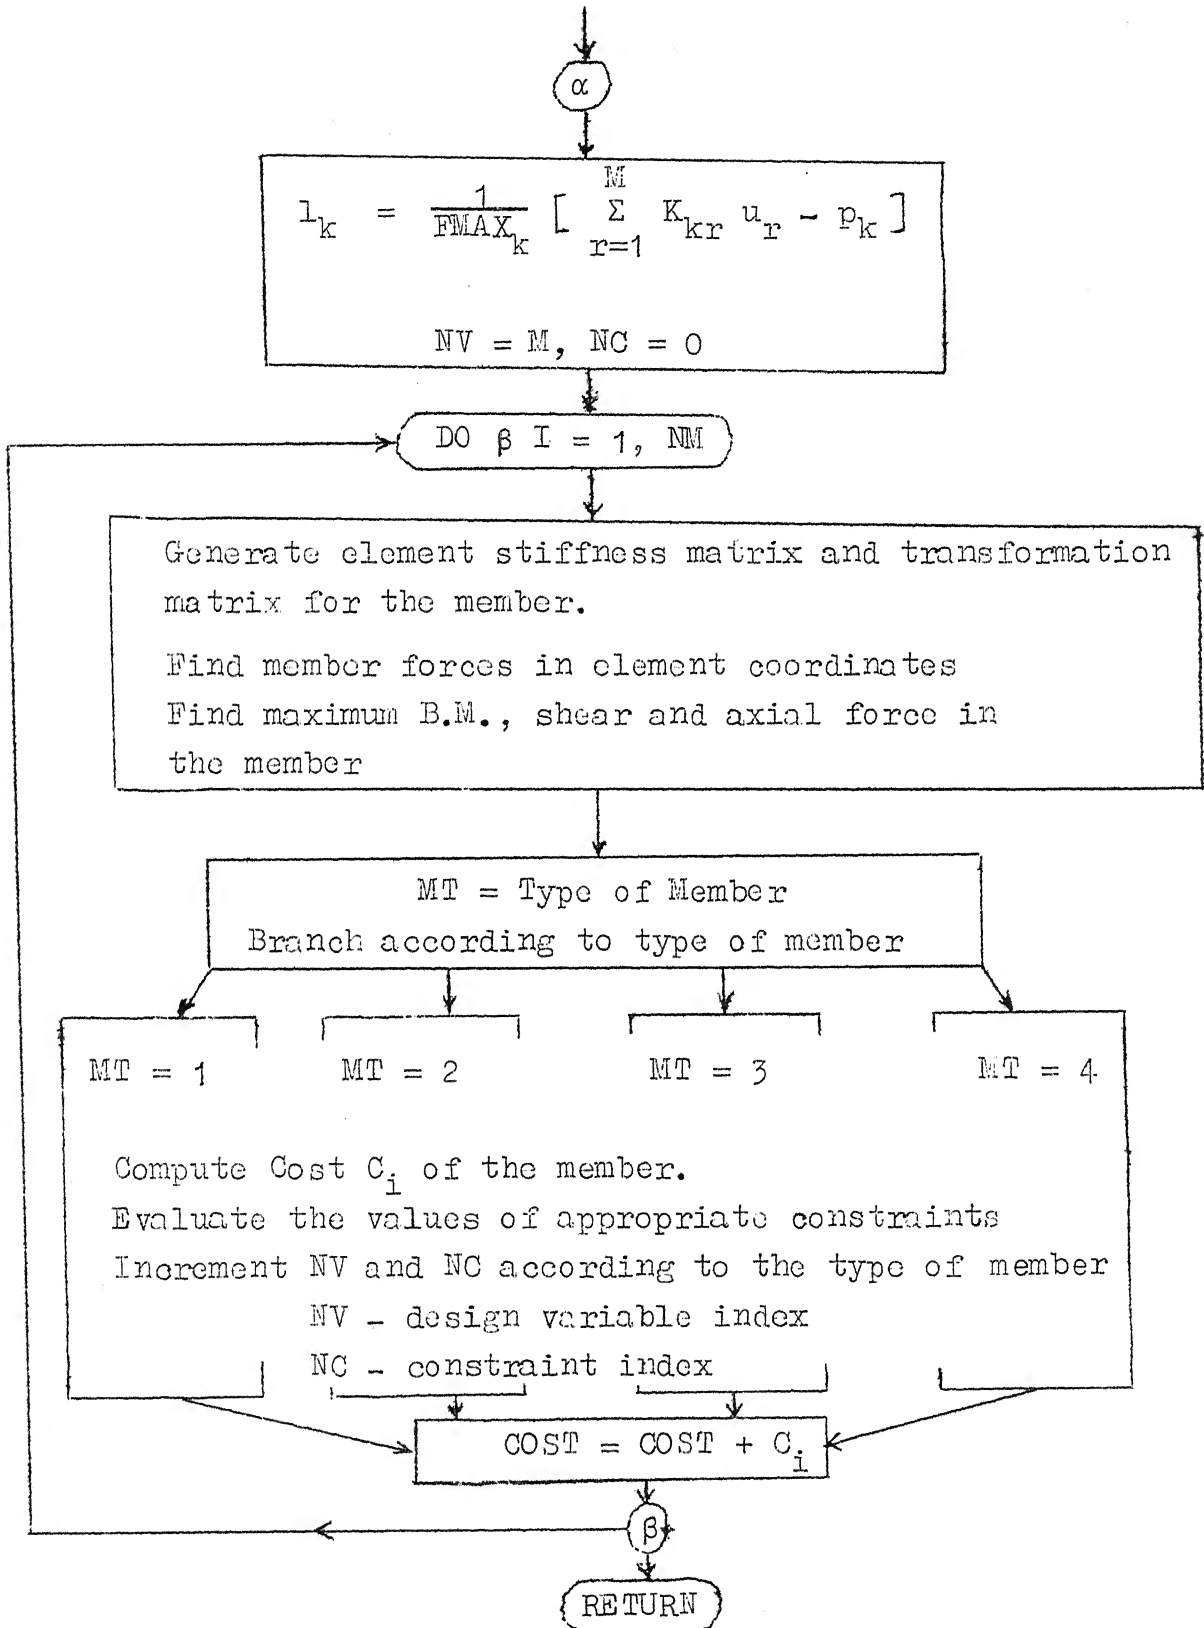 α
l_k = 1/FMAX_k [ M Σ r=1 K_kr u_r - p_k ]
NV = M, NC = 0
DO β I = 1, NM
Generate element stiffness matrix and transformation
matrix for the member.
Find member forces in element coordinates
Find maximum B.M., shear and axial force in
the member
MT = Type of Member
Branch according to type of member
MT = 1 MT = 2 MT = 3 MT = 4
Compute Cost C_i of the member.
Evaluate the values of appropriate constraints
Increment NV and NC according to the type of member
NV - design variable index
NC - constraint index
COST = COST + C_i
β
RETURN